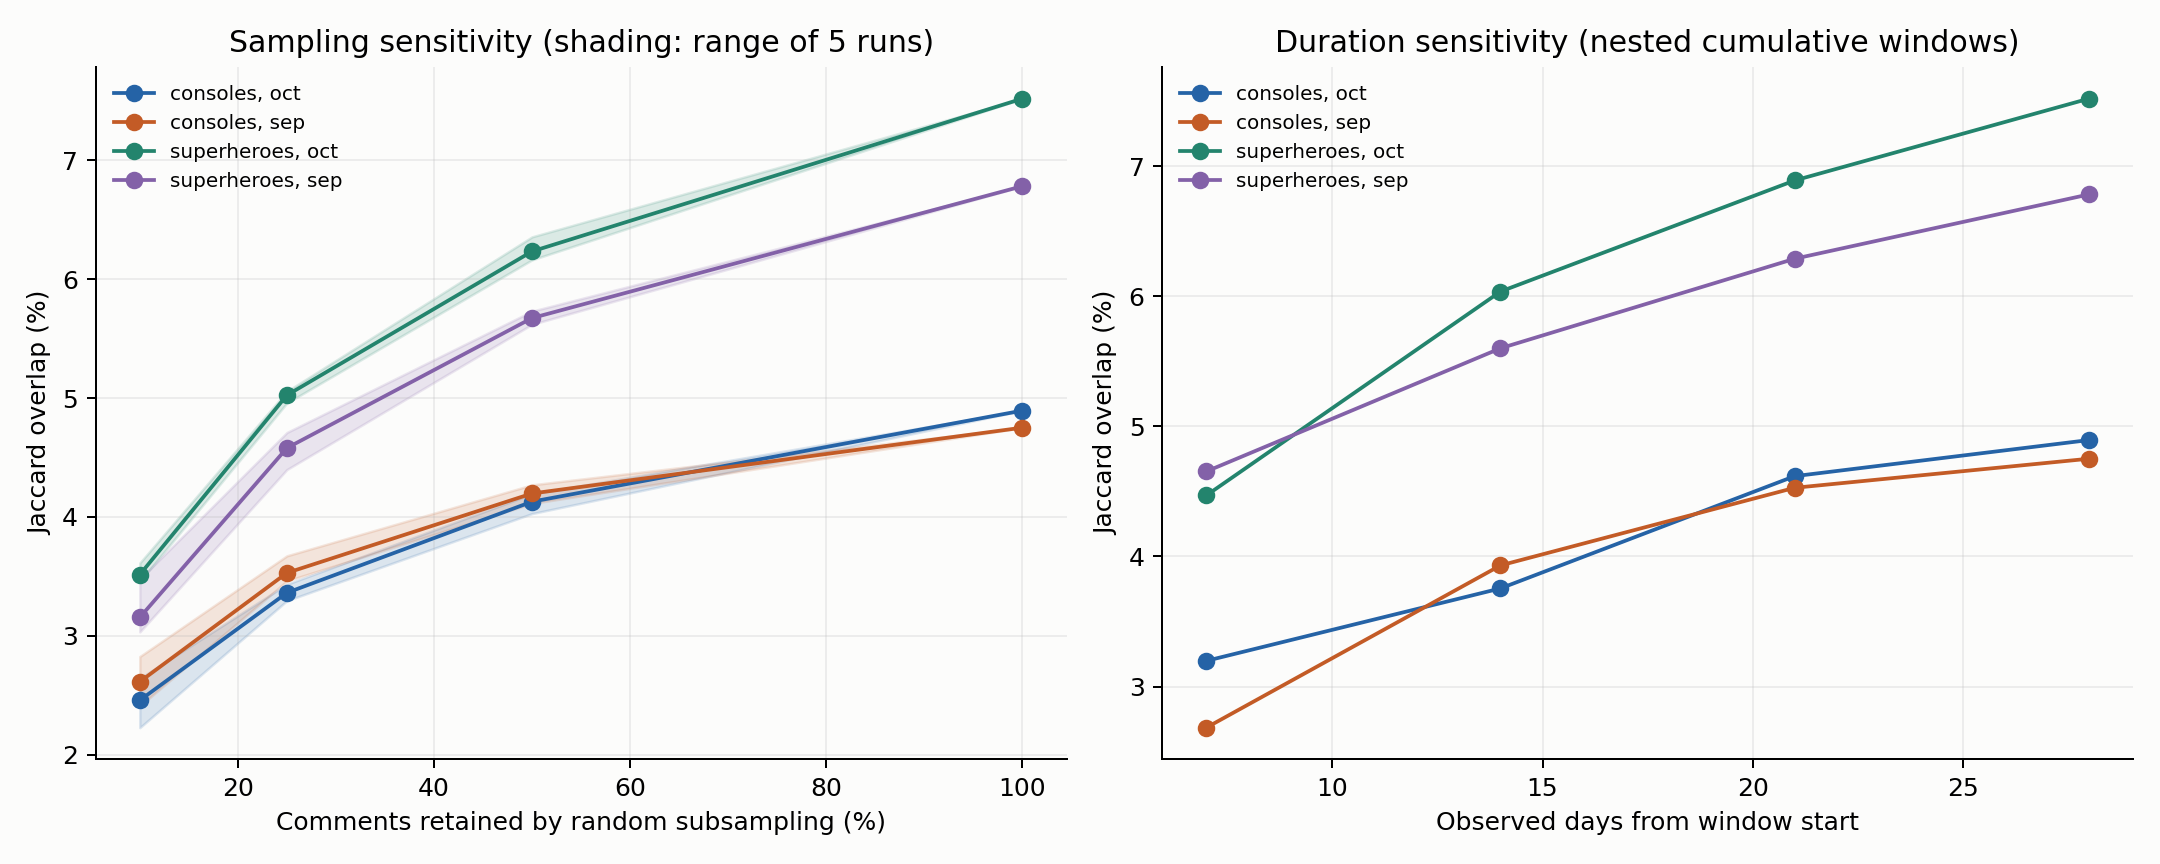 Sampling sensitivity (shading: range of 5 runs)
consoles, oct
consoles, sep
superheroes, oct
superheroes, sep
Jaccard overlap (%)
7
6
5
4
3
2
20
40
60
80
100
Comments retained by random subsampling (%)
Duration sensitivity (nested cumulative windows)
consoles, oct
consoles, sep
superheroes, oct
superheroes, sep
Jaccard overlap (%)
7
6
5
4
3
10
15
20
25
Observed days from window start